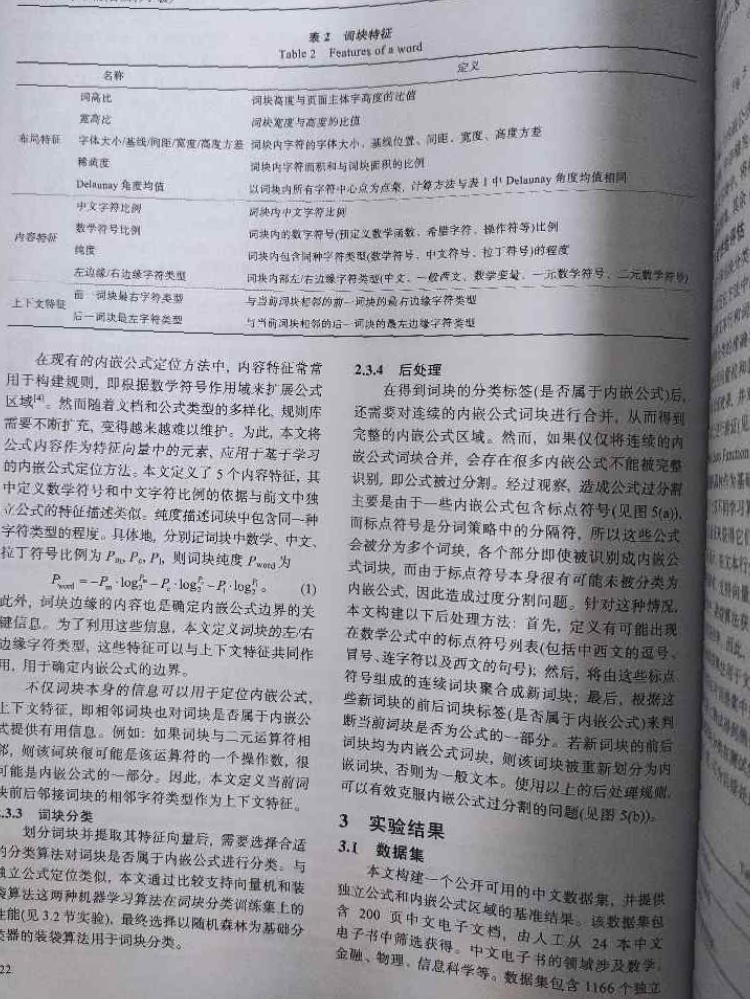 表 2 词块特征
Table 2 Features of a word
名称 定义
词高比 词块高度与页面主体字高度的比值
宽高比 词块宽度与高度的比值
布局特征 字体大小/基线/间距/宽度/高度方差 词块内字符的字体大小、基线位置、间距、宽度、高度方差
稀疏度 词块内字符面积和与词块面积的比例
Delaunay 角度均值 以词块内所有字符中心点为点集, 计算方法与表 1 中 Delaunay 角度均值相同
中文字符比例 词块内中文字符比例
内容特征 数学符号比例 词块内的数字符号(预定义数学函数、希腊字符、操作符等)比例
纯度 词块内包含同种字符类型(数学符号、中文符号、拉丁符号)的程度
左边缘/右边缘字符类型 词块内部左/右边缘字符类型(中文、一般西文、数学变量、一元数学符号、二元数学符号)
上下文特征 前一词块最右字符类型 与当前词块相邻的前一词块的最右边缘字符类型
后一词块最左字符类型 与当前词块相邻的后一词块的最左边缘字符类型
在现有的内嵌公式定位方法中, 内容特征常常
用于构建规则, 即根据数学符号作用域来扩展公式
区域[4]。然而随着文档和公式类型的多样化, 规则库
需要不断扩充, 变得越来越难以维护。为此, 本文将
公式内容作为特征向量中的元素, 应用于基于学习
的内嵌公式定位方法。本文定义了 5 个内容特征, 其
中定义数学符号和中文字符比例的依据与前文中独
立公式的特征描述类似。纯度描述词块中包含同一种
字符类型的程度。具体地, 分别记词块中数学、中文、
拉丁符号比例为 Pm, Pc, Pl, 则词块纯度 Pword 为
Pword = −Pm·log2Pm − Pc·log2Pc − Pl·log2Pl。 (1)
此外, 词块边缘的内容也是确定内嵌公式边界的关
键信息。为了利用这些信息, 本文定义词块的左/右
边缘字符类型, 这些特征可以与上下文特征共同作
用, 用于确定内嵌公式的边界。
不仅词块本身的信息可以用于定位内嵌公式,
上下文特征, 即相邻词块也对词块是否属于内嵌公
式提供有用信息。例如: 如果词块与二元运算符相
邻, 则该词块很可能是该运算符的一个操作数, 很
可能是内嵌公式的一部分。因此, 本文定义当前词
块前后邻接词块的相邻字符类型作为上下文特征。
2.3.3 词块分类
划分词块并提取其特征向量后, 需要选择合适
的分类算法对词块是否属于内嵌公式进行分类。与
独立公式定位类似, 本文通过比较支持向量机和装
袋算法这两种机器学习算法在词块分类训练集上的
性能(见 3.2 节实验), 最终选择以随机森林为基础分
类器的装袋算法用于词块分类。
22
2.3.4 后处理
在得到词块的分类标签(是否属于内嵌公式)后,
还需要对连续的内嵌公式词块进行合并, 从而得到
完整的内嵌公式区域。然而, 如果仅仅将连续的内
嵌公式词块合并, 会存在很多内嵌公式不能被完整
识别, 即公式被过分割。经过观察, 造成公式过分割
主要是由于一些内嵌公式包含标点符号(见图 5(a)),
而标点符号是分词策略中的分隔符, 所以这些公式
会被分为多个词块, 各个部分即使被识别成内嵌公
式词块, 而由于标点符号本身很有可能未被分类为
内嵌公式, 因此造成过度分割问题。针对这种情况,
本文构建以下后处理方法: 首先, 定义有可能出现
在数学公式中的标点符号列表(包括中西文的逗号、
冒号、连字符以及西文的句号); 然后, 将由这些标点
符号组成的连续词块聚合成新词块; 最后, 根据这
些新词块的前后词块标签(是否属于内嵌公式)来判
断当前词块是否为公式的一部分。若新词块的前后
词块均为内嵌公式词块, 则该词块被重新划分为内
嵌词块, 否则为一般文本。使用以上的后处理规则,
可以有效克服内嵌公式过分割的问题(见图 5(b))。
3 实验结果
3.1 数据集
本文构建一个公开可用的中文数据集, 并提供
独立公式和内嵌公式区域的基准结果。该数据集包
含 200 页中文电子文档, 由人工从 24 本中文
电子书中筛选获得。中文电子书的领域涉及数学、
金融、物理、信息科学等。数据集包含 1166 个独立